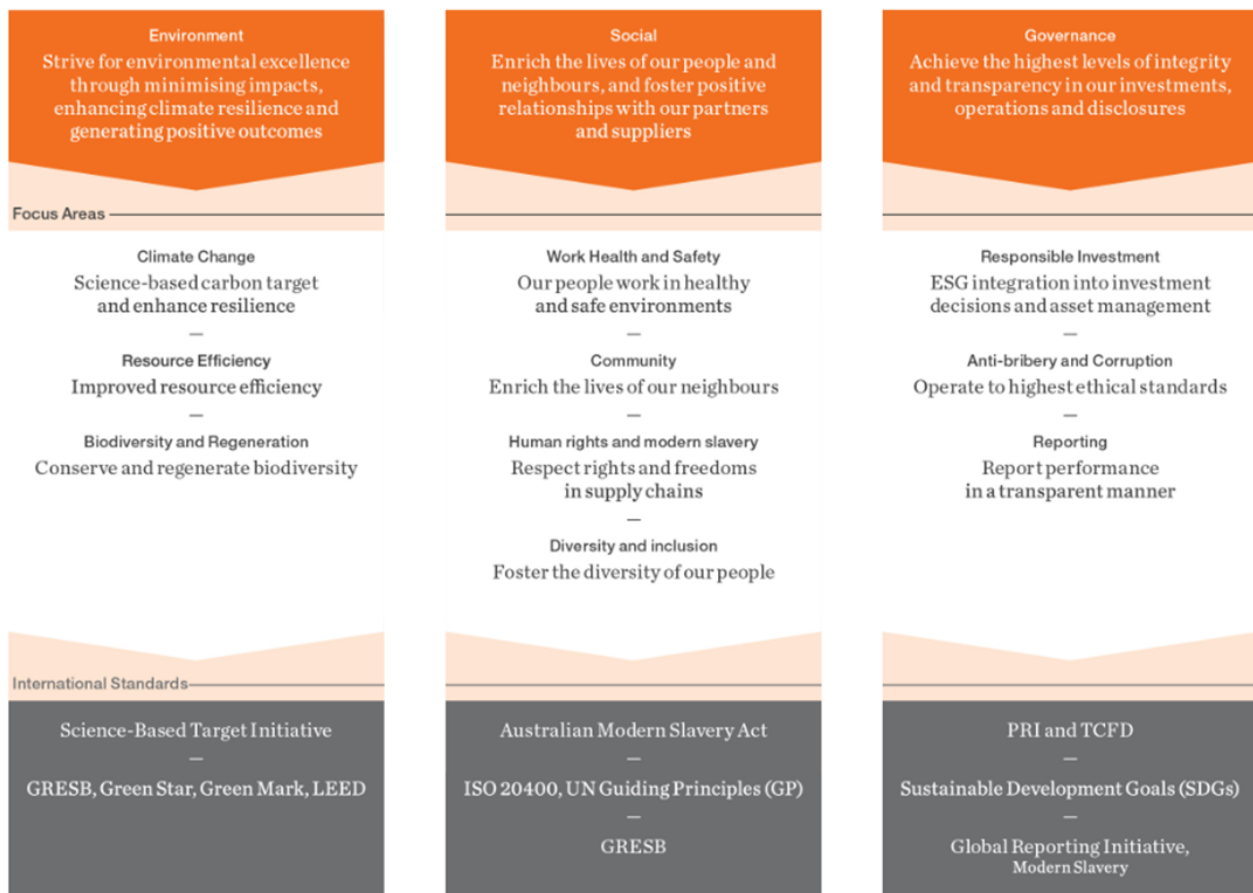 Environment
Strive for environmental excellence
through minimising impacts,
enhancing climate resilience and
generating positive outcomes
Social
Enrich the lives of our people and
neighbours, and foster positive
relationships with our partners
and suppliers
Governance
Achieve the highest levels of integrity
and transparency in our investments,
operations and disclosures
Focus Areas
Climate Change
Science-based carbon target
and enhance resilience
—
Resource Efficiency
Improved resource efficiency
—
Biodiversity and Regeneration
Conserve and regenerate biodiversity
Work Health and Safety
Our people work in healthy
and safe environments
—
Community
Enrich the lives of our neighbours
—
Human rights and modern slavery
Respect rights and freedoms
in supply chains
—
Diversity and inclusion
Foster the diversity of our people
Responsible Investment
ESG integration into investment
decisions and asset management
—
Anti-bribery and Corruption
Operate to highest ethical standards
—
Reporting
Report performance
in a transparent manner
International Standards
Science-Based Target Initiative
—
GRESB, Green Star, Green Mark, LEED
Australian Modern Slavery Act
—
ISO 20400, UN Guiding Principles (GP)
—
GRESB
PRI and TCFD
—
Sustainable Development Goals (SDGs)
—
Global Reporting Initiative,
Modern Slavery